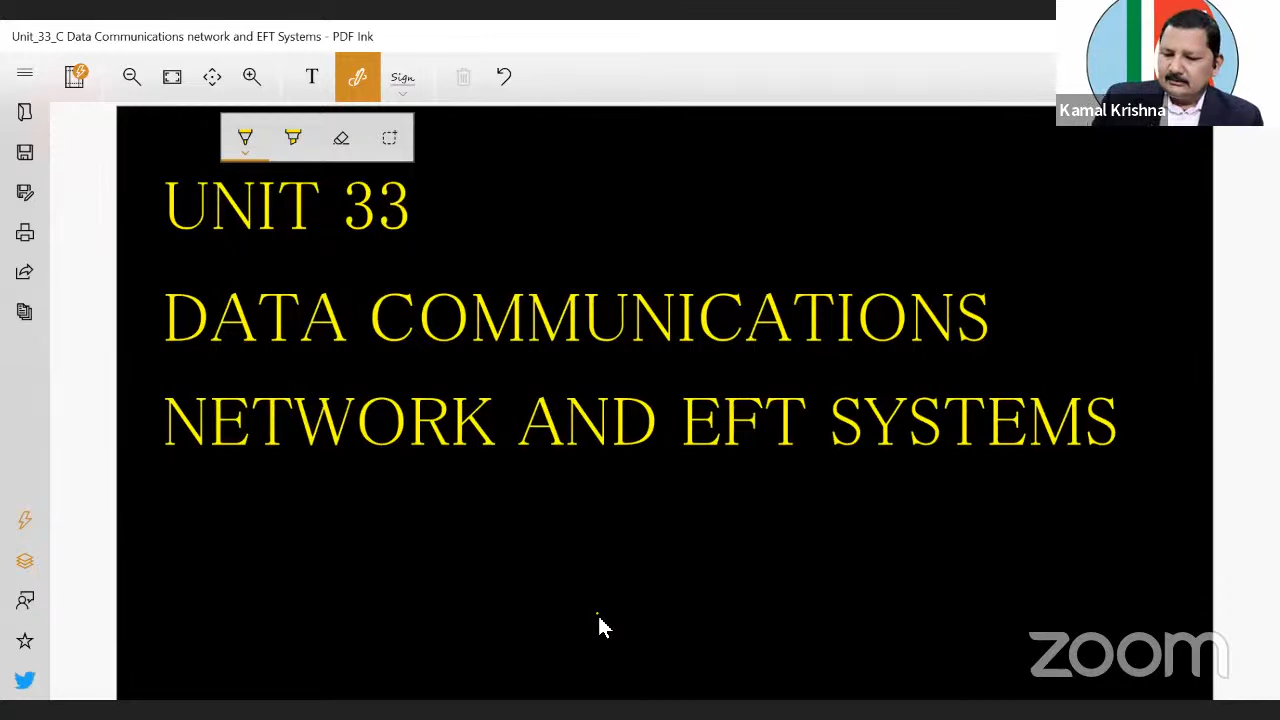 Unit_33_C Data Communications network and EFT Systems - PDF Ink
T
Sign
Kamal Krishna
UNIT 33
DATA COMMUNICATIONS
NETWORK AND EFT SYSTEMS
zoom